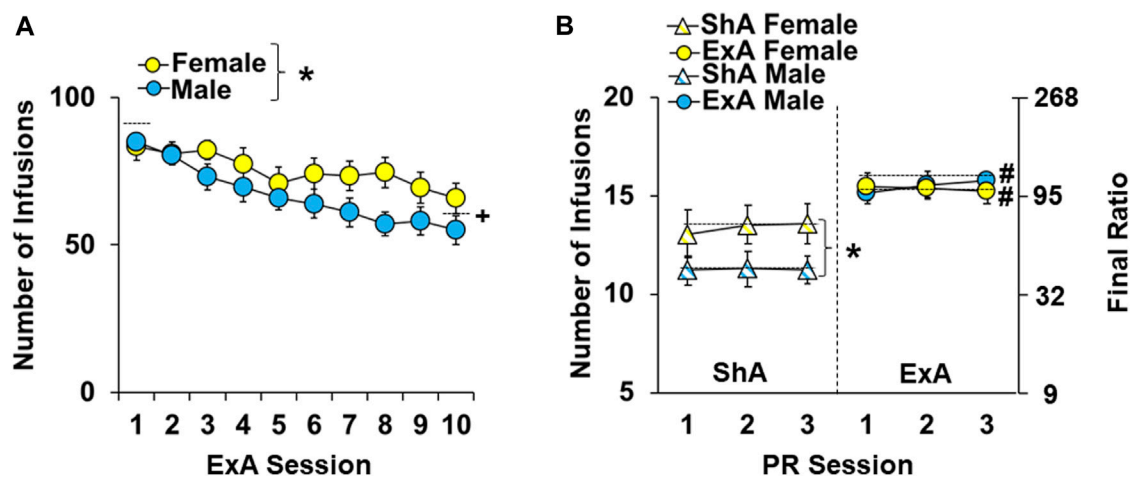 A
Female
Male
*
Number of Infusions
100
50
0
+
1 2 3 4 5 6 7 8 9 10
ExA Session
B
ShA Female
ExA Female
ShA Male
ExA Male
Number of Infusions
20
15
10
5
*
#
#
ShA
ExA
268
95
32
9
Final Ratio
1 2 3 1 2 3
PR Session